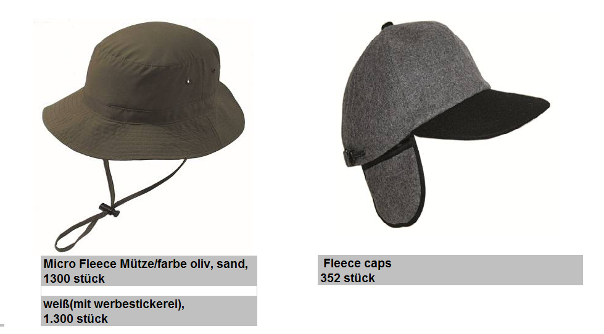 Micro Fleece Mütze/farbe oliv, sand,
1300 stück
weiß(mit werbestickerei),
1.300 stück
Fleece caps
352 stück